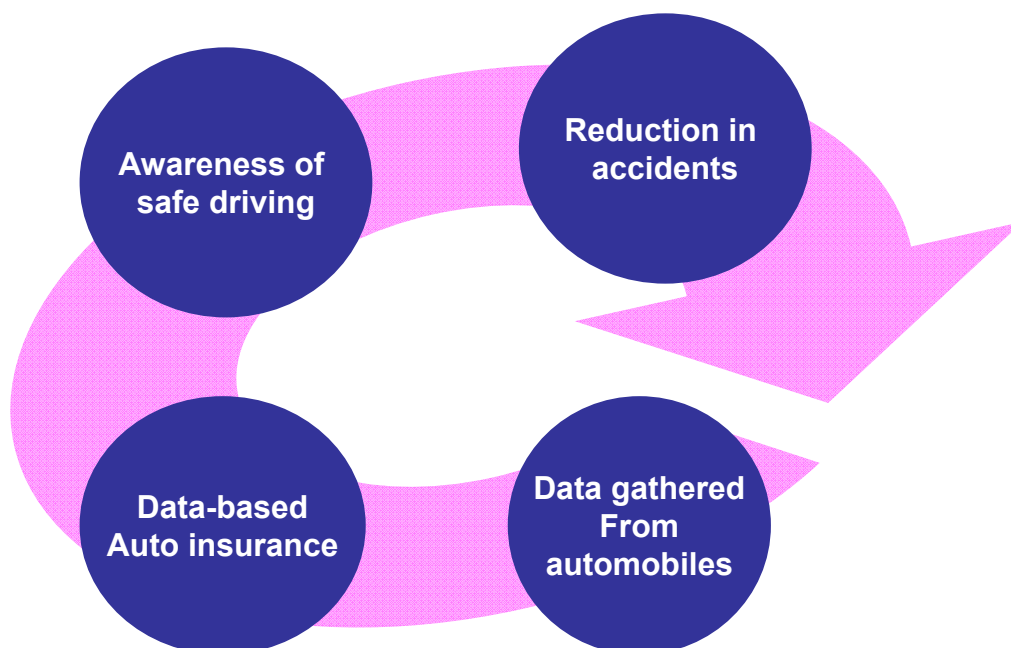 Awareness of
safe driving
Reduction in
accidents
Data-based
Auto insurance
Data gathered
From
automobiles